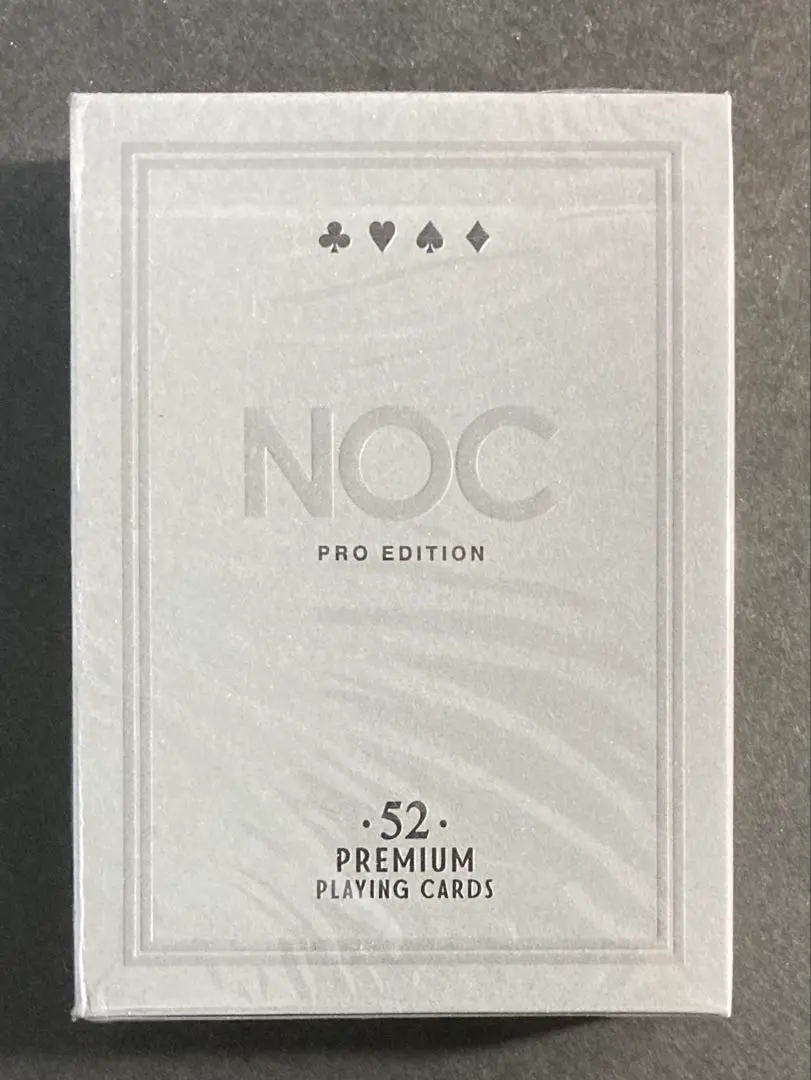 NOC
PRO EDITION
·52·
PREMIUM
PLAYING CARDS